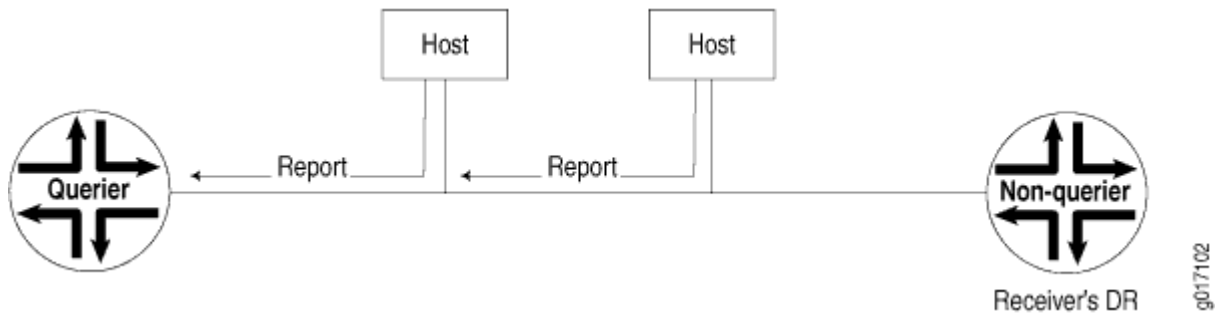 Host
Host
Report
Report
Querier
Non-querier
Receiver's DR
g017102